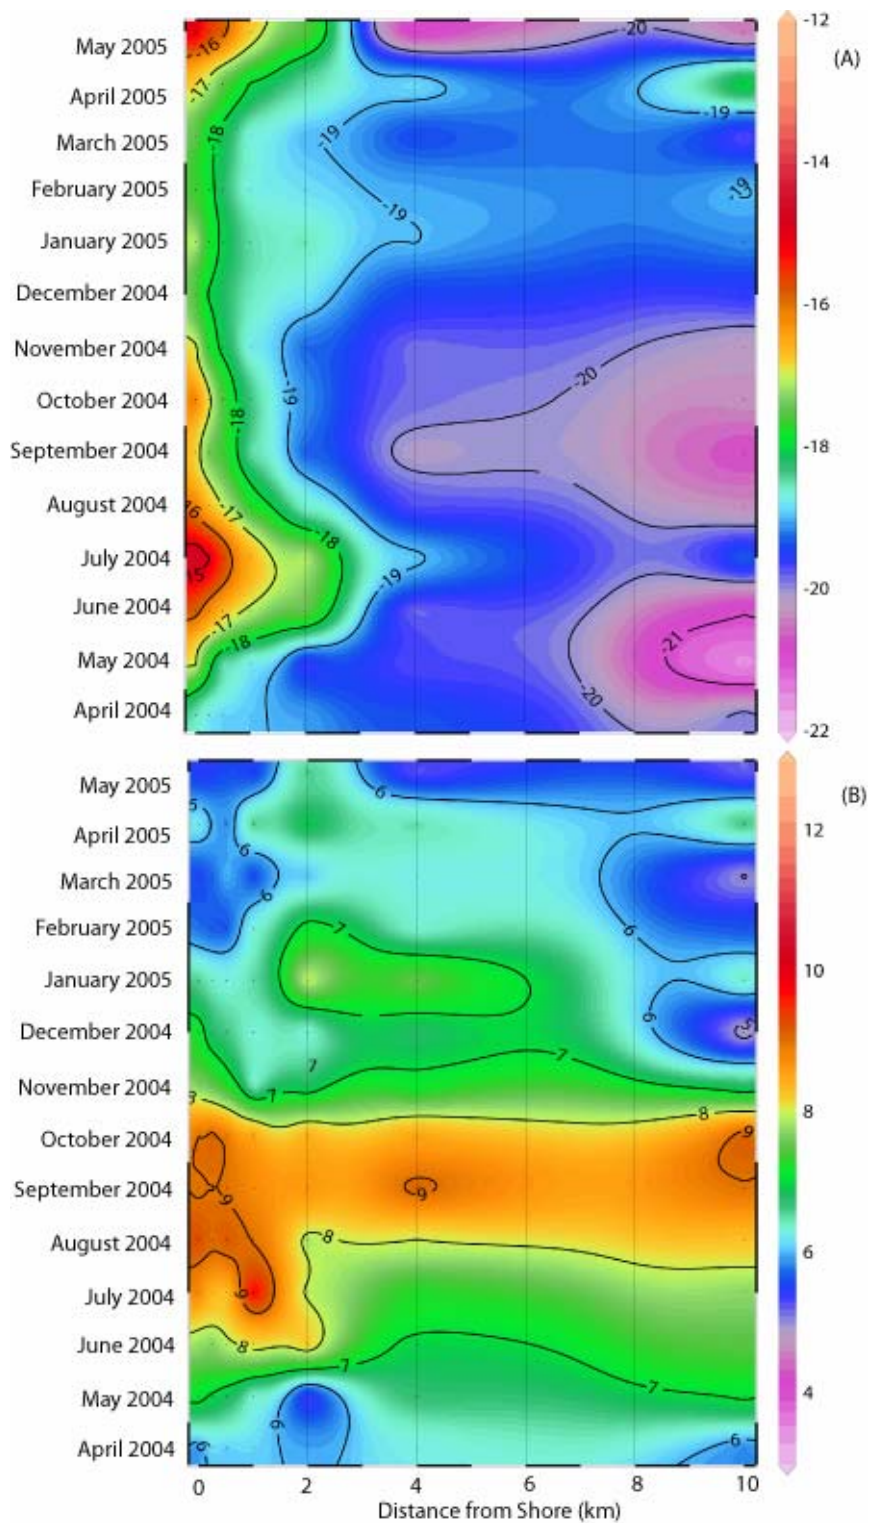 -12
(A)
May 2005
-16
-20
-17
April 2005
-19
-14
March 2005
-18
-19
February 2005
-19
-19
January 2005
December 2004
-16
November 2004
-20
-19
October 2004
-18
September 2004
-18
August 2004
16
-17
-18
July 2004
15
-19
-20
June 2004
-17
-18
-21
May 2004
-20
April 2004
-22
May 2005
6
(B)
April 2005
12
6
March 2005
6
February 2005
7
6
January 2005
10
December 2004
6
5
7
7
November 2004
7
8
8
October 2004
9
September 2004
9
9
August 2004
8
6
July 2004
9
June 2004
8
7
7
May 2004
6
4
April 2004
6
6
0
2
4
6
8
10
Distance from Shore (km)